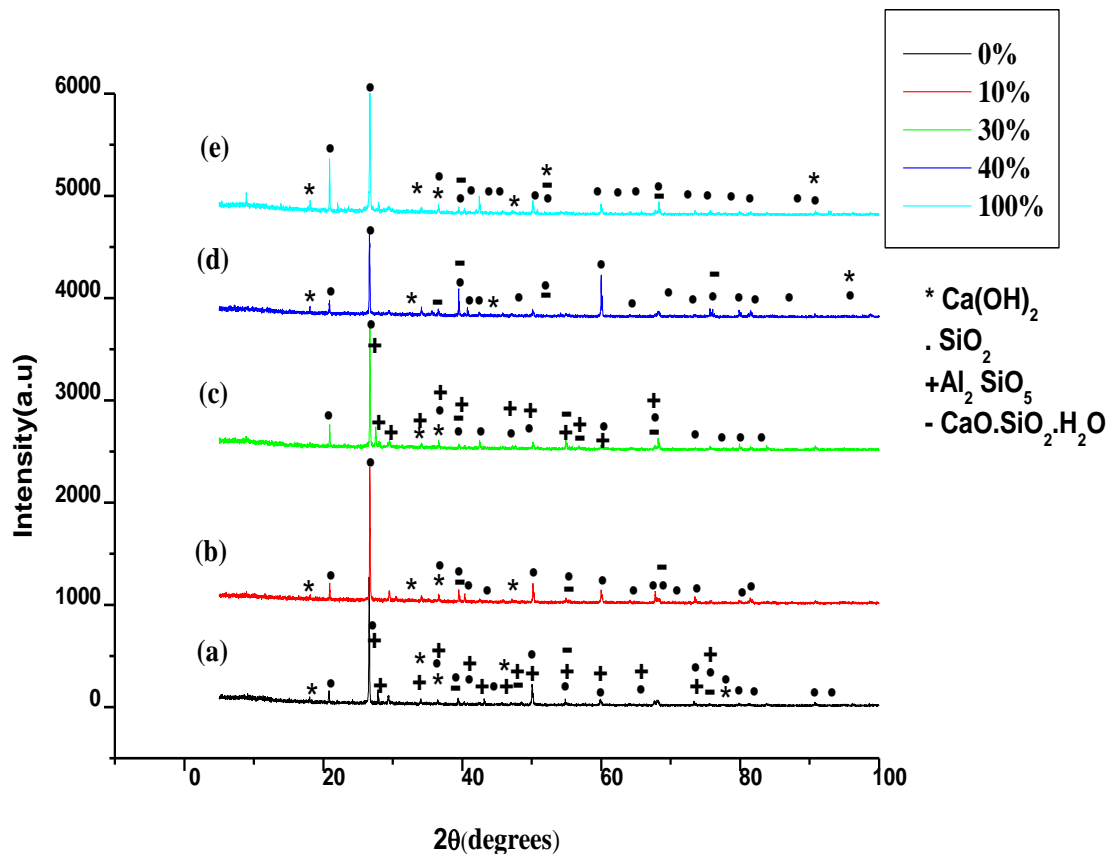 0%
10%
30%
40%
100%
6000
5000
4000
3000
2000
1000
0
Intensity(a.u)
(e)
(d)
(c)
(b)
(a)
* Ca(OH)₂
. SiO₂
+Al₂ SiO₅
- CaO.SiO₂.H₂O
0 20 40 60 80 100
2θ(degrees)